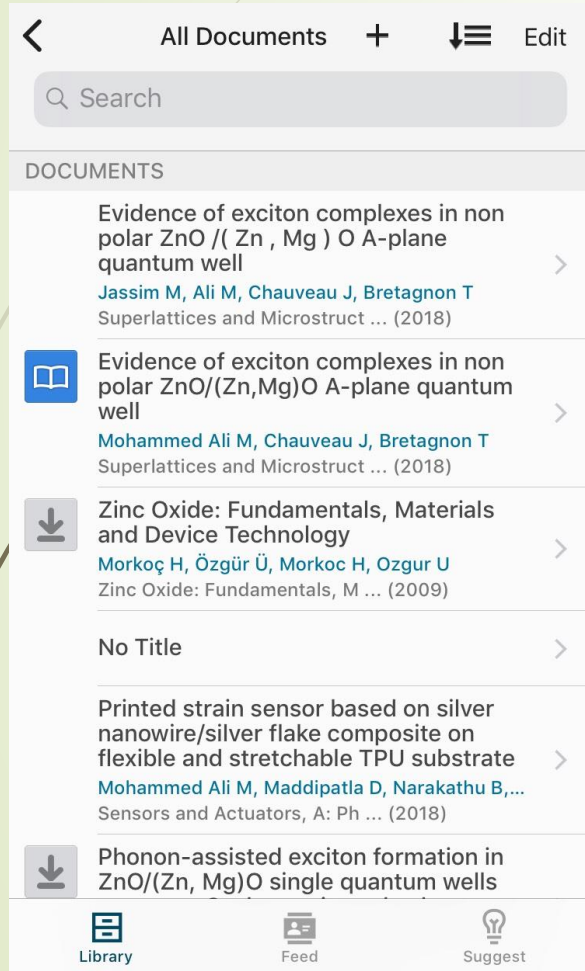 All Documents + Edit
Search
DOCUMENTS
Evidence of exciton complexes in non
polar ZnO /( Zn , Mg ) O A-plane
quantum well
Jassim M, Ali M, Chauveau J, Bretagnon T
Superlattices and Microstruct ... (2018)
Evidence of exciton complexes in non
polar ZnO/(Zn,Mg)O A-plane quantum
well
Mohammed Ali M, Chauveau J, Bretagnon T
Superlattices and Microstruct ... (2018)
Zinc Oxide: Fundamentals, Materials
and Device Technology
Morkoç H, Özgür Ü, Morkoc H, Ozgur U
Zinc Oxide: Fundamentals, M ... (2009)
No Title
Printed strain sensor based on silver
nanowire/silver flake composite on
flexible and stretchable TPU substrate
Mohammed Ali M, Maddipatla D, Narakathu B,...
Sensors and Actuators, A: Ph ... (2018)
Phonon-assisted exciton formation in
ZnO/(Zn, Mg)O single quantum wells
Library Feed Suggest